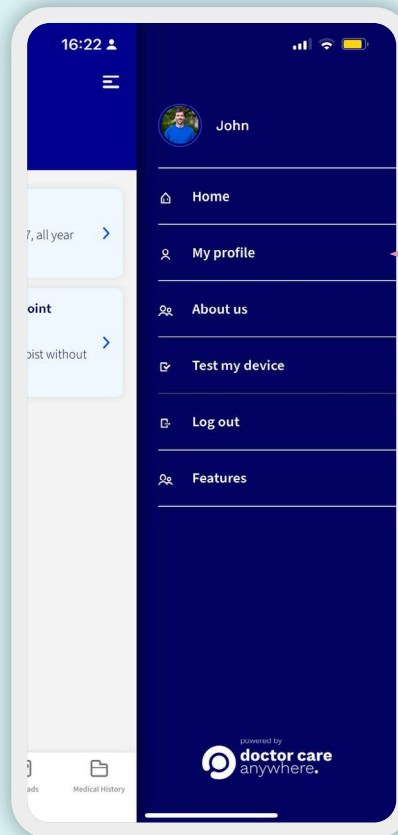 16:22
John
Home
7, all year
My profile
oint
About us
pist without
Test my device
Log out
Features
powered by
doctor care
anywhere.
ads
Medical History